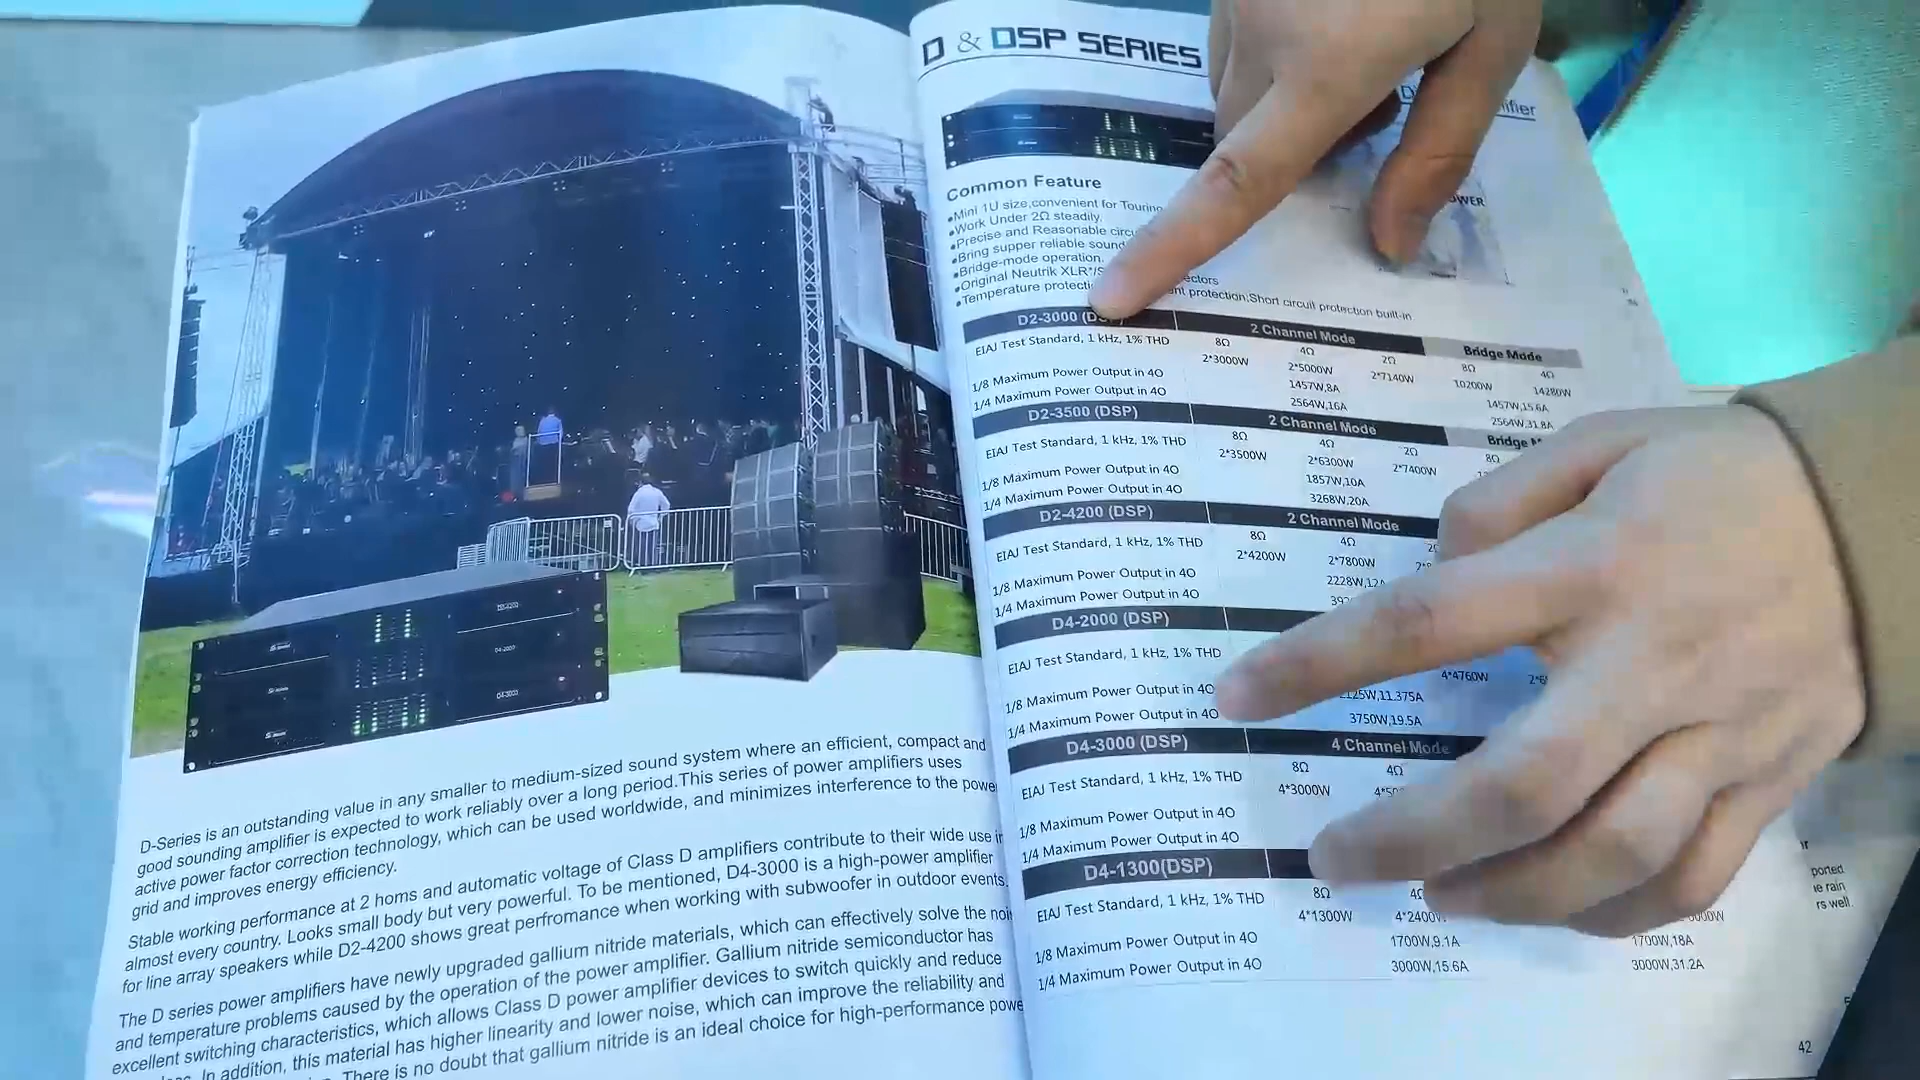 D2-4200
D4-2000
D4-3000
D-Series is an outstanding value in any smaller to medium-sized sound system where an efficient, compact and
good sounding amplifier is expected to work reliably over a long period.This series of power amplifiers uses
active power factor correction technology, which can be used worldwide, and minimizes interference to the power
grid and improves energy efficiency.
Stable working performance at 2 homs and automatic voltage of Class D amplifiers contribute to their wide use in
almost every country. Looks small body but very powerful. To be mentioned, D4-3000 is a high-power amplifier
for line array speakers while D2-4200 shows great perfromance when working with subwoofer in outdoor events.
The D series power amplifiers have newly upgraded gallium nitride materials, which can effectively solve the
and temperature problems caused by the operation of the power amplifier. Gallium nitride semiconductor has
excellent switching characteristics, which allows Class D power amplifier devices to switch quickly and reduce
In addition, this material has higher linearity and lower noise, which can improve the reliability and
There is no doubt that gallium nitride is an ideal choice for high-performance
D & DSP SERIES
Common Feature
•Mini 1U size,convenient for Touring
•Work Under 2Ω steadily.
•Precise and Reasonable
•Bring supper reliable sound
•Bridge-mode operation.
•Original Neutrik XLR
•Temperature protection;Short circuit protection built-in
D2-3000 (DSP) 2 Channel Mode Bridge Mode
EIAJ Test Standard, 1 kHz, 1% THD 8Ω 4Ω 2Ω 8Ω 4Ω
2*3000W 2*5000W 2*7140W 10200W 14280W
1/8 Maximum Power Output in 4O 1457W,8A 1457W,15.6A
1/4 Maximum Power Output in 4O 2564W,16A 2564W,31.8A
D2-3500 (DSP) 2 Channel Mode Bridge
EIAJ Test Standard, 1 kHz, 1% THD 8Ω 4Ω 2Ω 8Ω
2*3500W 2*6300W 2*7400W
1/8 Maximum Power Output in 4O 1857W,10A
1/4 Maximum Power Output in 4O 3268W,20A
D2-4200 (DSP) 2 Channel Mode
EIAJ Test Standard, 1 kHz, 1% THD 8Ω 4Ω
2*4200W 2*7800W
1/8 Maximum Power Output in 4O 2228W,12A
1/4 Maximum Power Output in 4O
D4-2000 (DSP)
EIAJ Test Standard, 1 kHz, 1% THD
4*4760W
1/8 Maximum Power Output in 4O 2125W,11.375A
1/4 Maximum Power Output in 4O 3750W,19.5A
D4-3000 (DSP) 4 Channel Mode
EIAJ Test Standard, 1 kHz, 1% THD 8Ω 4Ω
4*3000W
1/8 Maximum Power Output in 4O
1/4 Maximum Power Output in 4O
D4-1300(DSP)
EIAJ Test Standard, 1 kHz, 1% THD 8Ω 4Ω
4*1300W 4*2400W
1/8 Maximum Power Output in 4O 1700W,9.1A 1700W,18A
1/4 Maximum Power Output in 4O 3000W,15.6A 3000W,31.2A
42